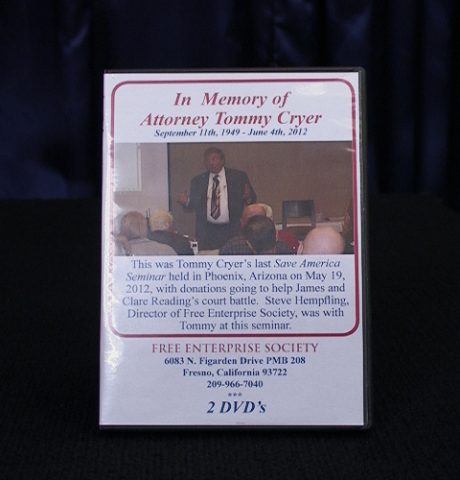 In Memory of
Attorney Tommy Cryer
September 11th, 1949 - June 4th, 2012
This was Tommy Cryer's last Save America
Seminar held in Phoenix, Arizona on May 19,
2012, with donations going to help James and
Clare Reading's court battle. Steve Hempfling,
Director of Free Enterprise Society, was with
Tommy at this seminar.
FREE ENTERPRISE SOCIETY
6083 N. Figarden Drive PMB 208
Fresno, California 93722
209-966-7040
***
2 DVD's